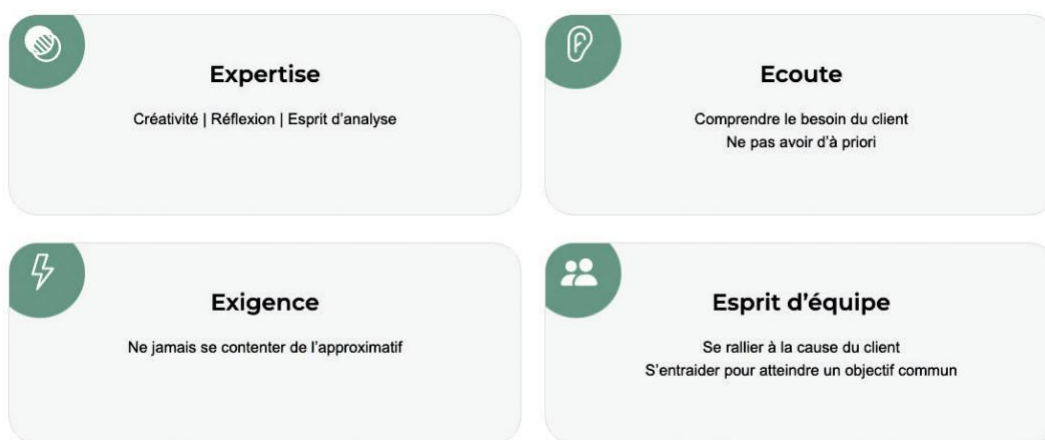 Expertise
Créativité | Réflexion | Esprit d'analyse
Ecoute
Comprendre le besoin du client
Ne pas avoir d'à priori
Exigence
Ne jamais se contenter de l'approximatif
Esprit d'équipe
Se rallier à la cause du client
S'entraider pour atteindre un objectif commun